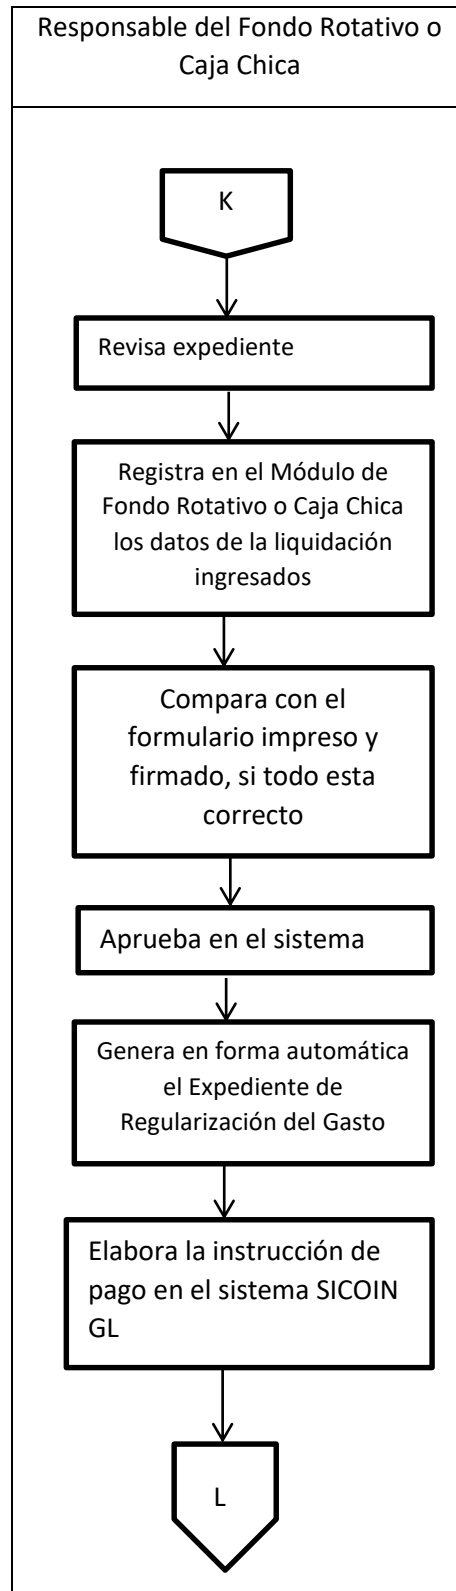 Responsable del Fondo Rotativo o
Caja Chica
K
Revisa expediente
Registra en el Módulo de
Fondo Rotativo o Caja Chica
los datos de la liquidación
ingresados
Compara con el
formulario impreso y
firmado, si todo esta
correcto
Aprueba en el sistema
Genera en forma automática
el Expediente de
Regularización del Gasto
Elabora la instrucción de
pago en el sistema SICOIN
GL
L